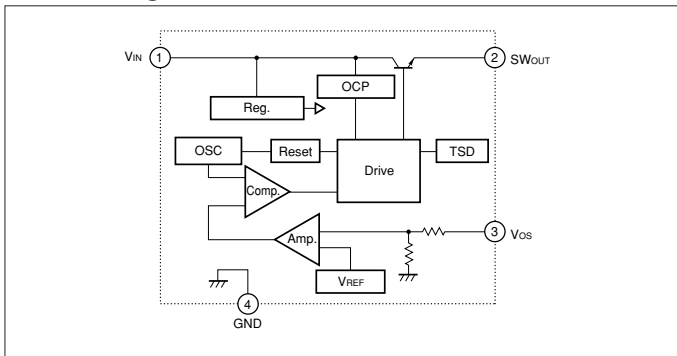 VIN 1
2 SWOUT
OCP
Reg.
OSC
Reset
Drive
TSD
Comp.
Amp.
3 VOS
VREF
4
GND